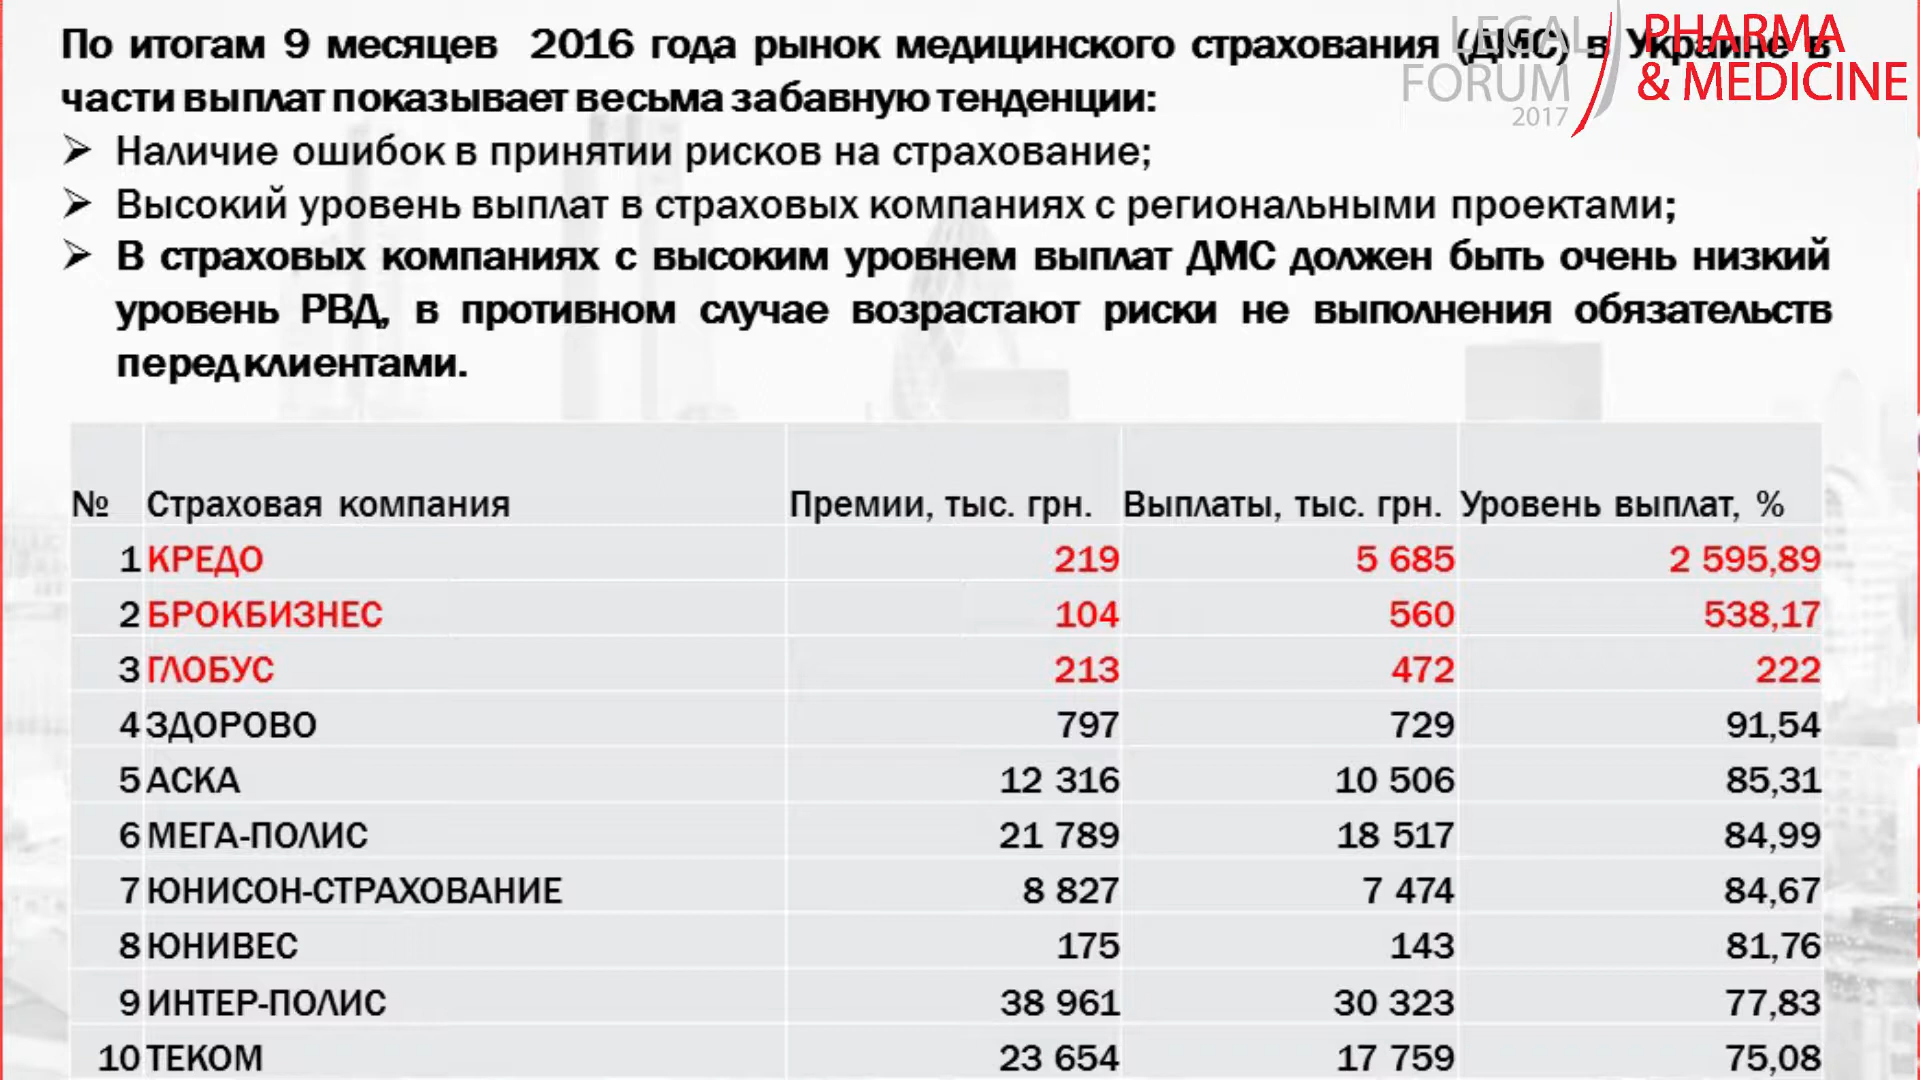 По итогам 9 месяцев 2016 года рынок медицинского страхования (ДМС) в Украине в
части выплат показывает весьма забавную тенденции:
LEGAL FORUM 2017
PHARMA & MEDICINE
➢ Наличие ошибок в принятии рисков на страхование;
➢ Высокий уровень выплат в страховых компаниях с региональными проектами;
➢ В страховых компаниях с высоким уровнем выплат ДМС должен быть очень низкий
уровень РВД, в противном случае возрастают риски не выполнения обязательств
перед клиентами.
№ Страховая компания Премии, тыс. грн. Выплаты, тыс. грн. Уровень выплат, %
1 КРЕДО 219 5 685 2 595,89
2 БРОКБИЗНЕС 104 560 538,17
3 ГЛОБУС 213 472 222
4 ЗДОРОВО 797 729 91,54
5 АСКА 12 316 10 506 85,31
6 МЕГА-ПОЛИС 21 789 18 517 84,99
7 ЮНИСОН-СТРАХОВАНИЕ 8 827 7 474 84,67
8 ЮНИВЕС 175 143 81,76
9 ИНТЕР-ПОЛИС 38 961 30 323 77,83
10 ТЕКОМ 23 654 17 759 75,08